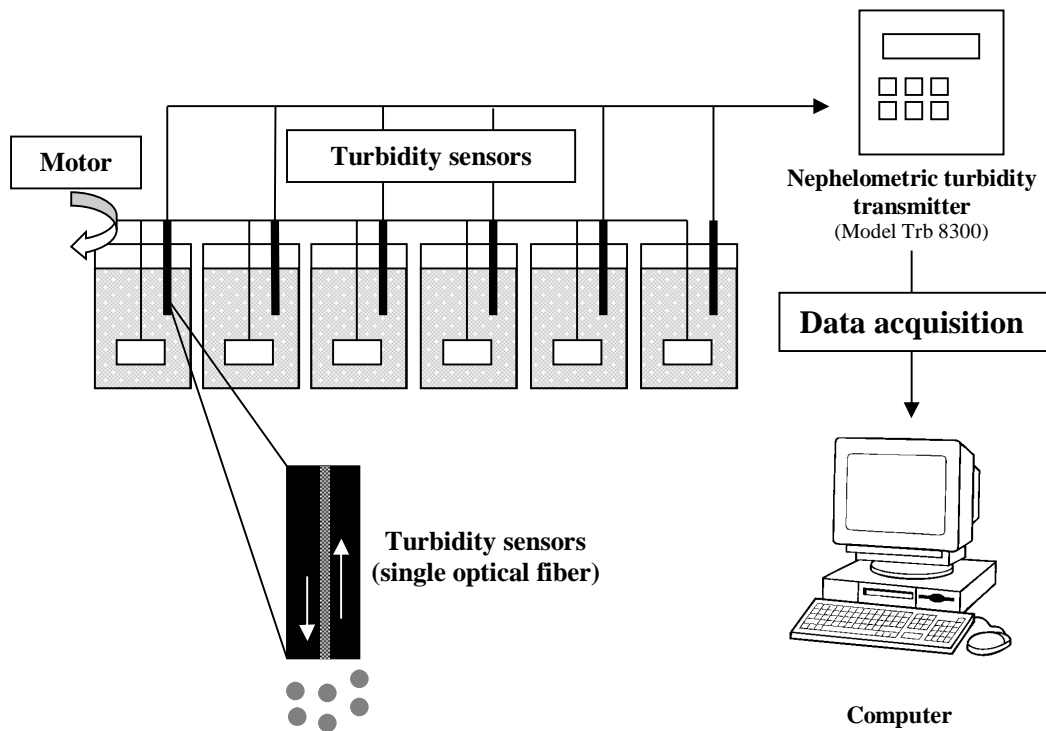 Motor
Turbidity sensors
Nephelometric turbidity
transmitter
(Model Trb 8300)
Data acquisition
Turbidity sensors
(single optical fiber)
Computer